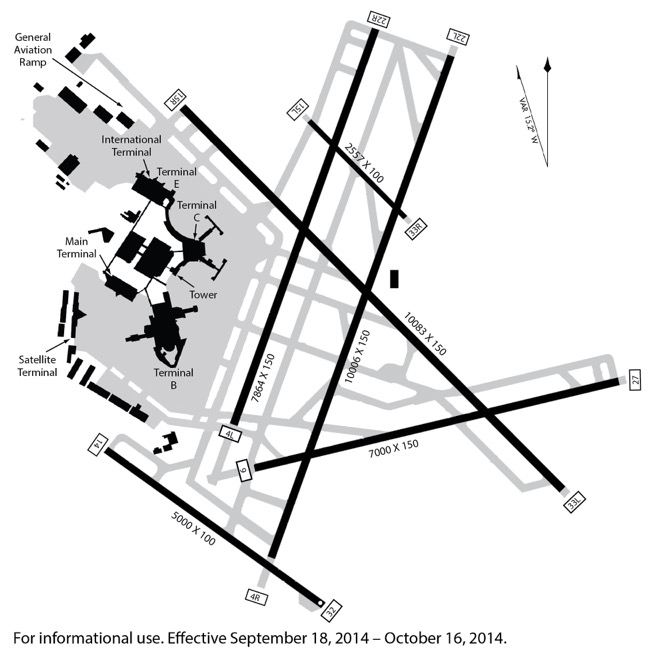 22R
22L
General
Aviation
Ramp
15R
15L
VAR 15.2° W
International
Terminal
2557 X 100
Terminal
E
Terminal
C
33R
Main
Terminal
Tower
10083 X 150
10006 X 150
Satellite
Terminal
7864 X 150
Terminal
B
27
4L
14
9
7000 X 150
33L
5000 X 100
4R
32
For informational use. Effective September 18, 2014 – October 16, 2014.